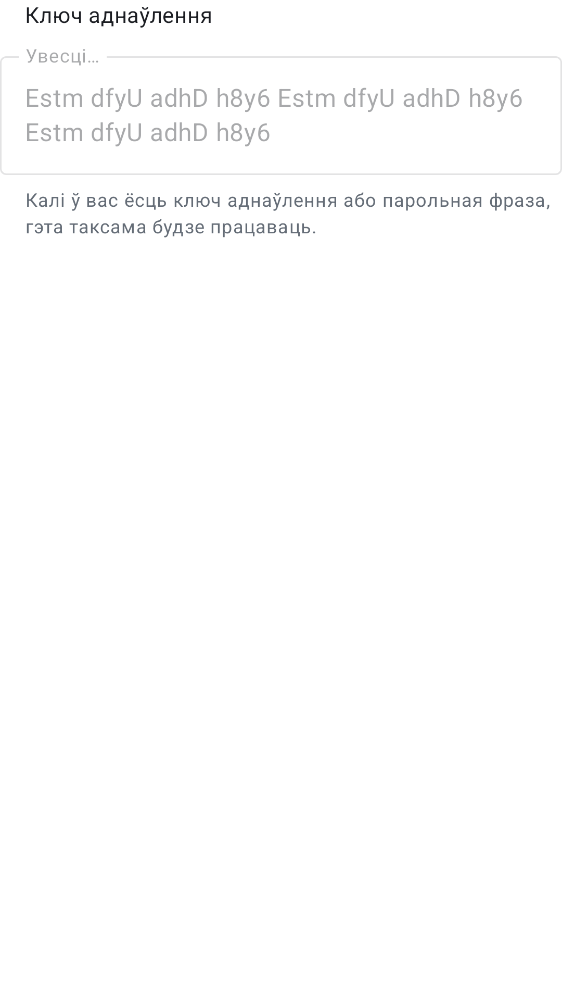 Ключ аднаўлення
Увесці...
Estm dfyU adhD h8y6 Estm dfyU adhD h8y6
Estm dfyU adhD h8y6
Калі ў вас ёсць ключ аднаўлення або парольная фраза,
гэта таксама будзе працаваць.